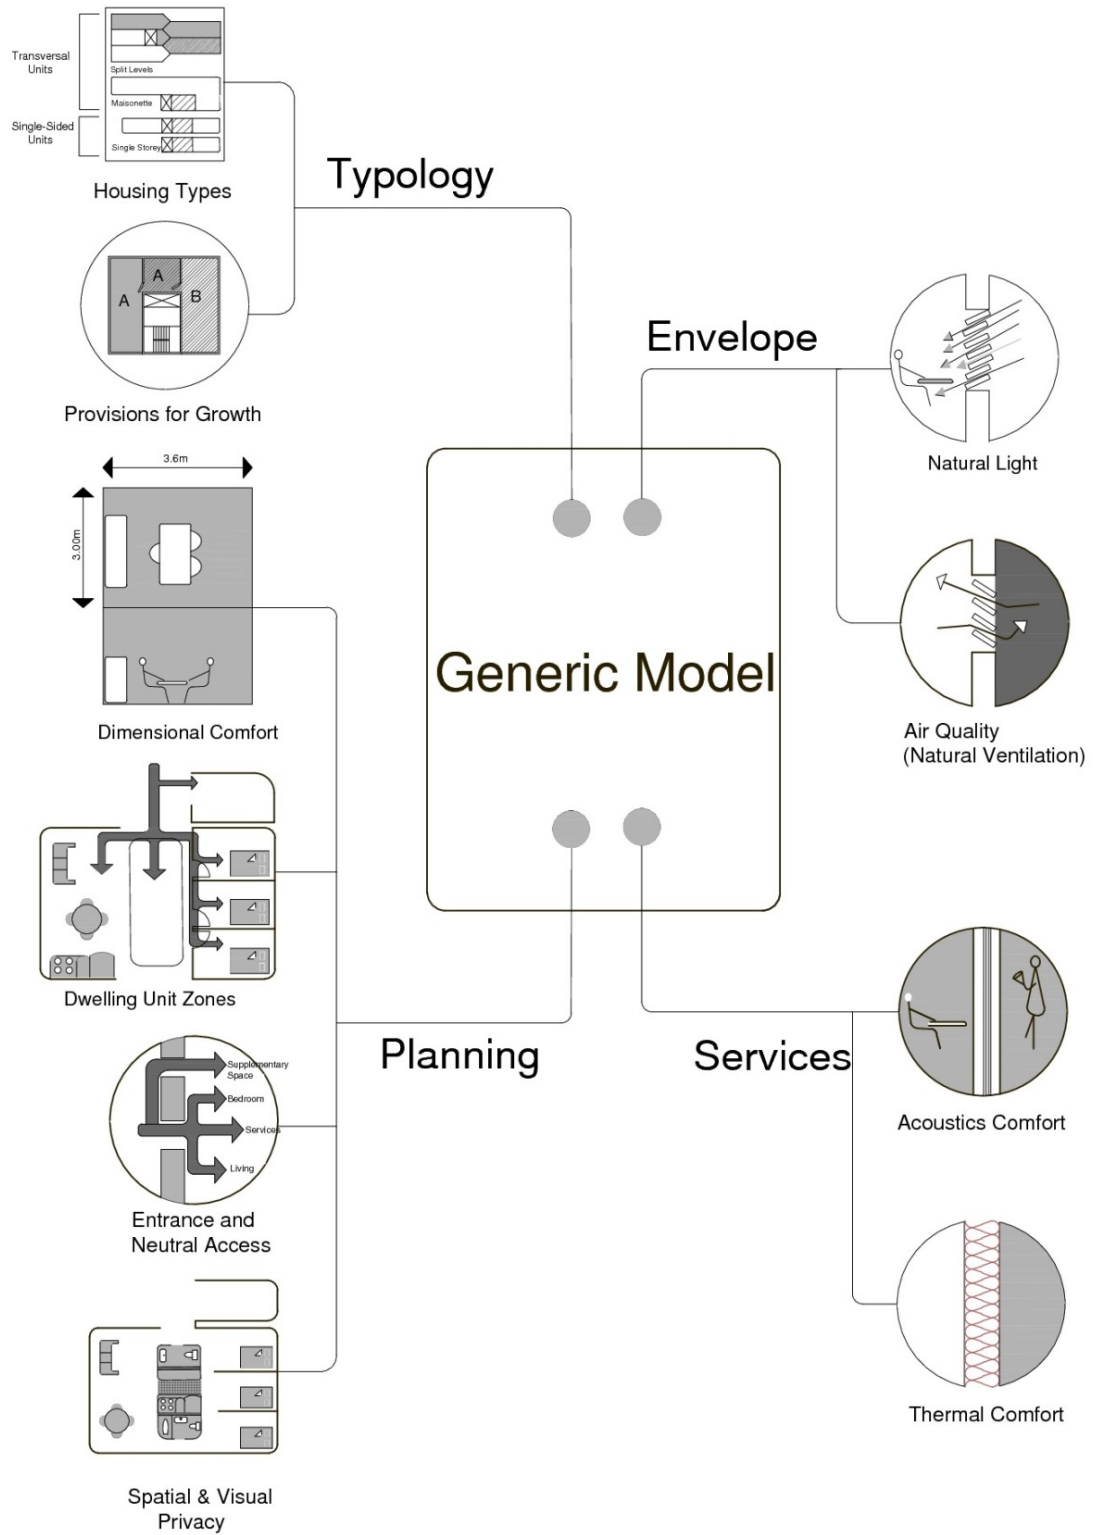 Transversal
Units
Split Levels
Maisonette
Single-Sided
Units
Single Storey
Housing Types
Typology
A
A
B
Provisions for Growth
Envelope
Natural Light
3.6m
3.00m
Dimensional Comfort
Generic Model
Air Quality
(Natural Ventilation)
Dwelling Unit Zones
Planning
Services
Supplementary
Space
Bedroom
Services
Living
Entrance and
Neutral Access
Acoustics Comfort
Thermal Comfort
Spatial & Visual
Privacy